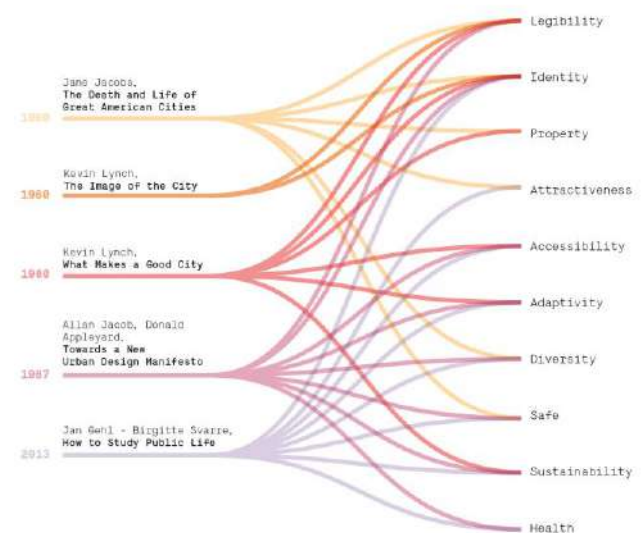 Jane Jacobs,
The Death and Life of
Great American Cities
Kevin Lynch,
1960
The Image of the City
Kevin Lynch,
What Makes a Good City
Allan Jacob, Donald
Appleyard,
Towards a New
Urban Design Manifesto
1987
Jan Gehl - Birgitte Svarre,
How to Study Public Life
2013
Legibility
Identity
Property
Attractiveness
Accessibility
Adaptivity
Diversity
Safe
Sustainability
Health